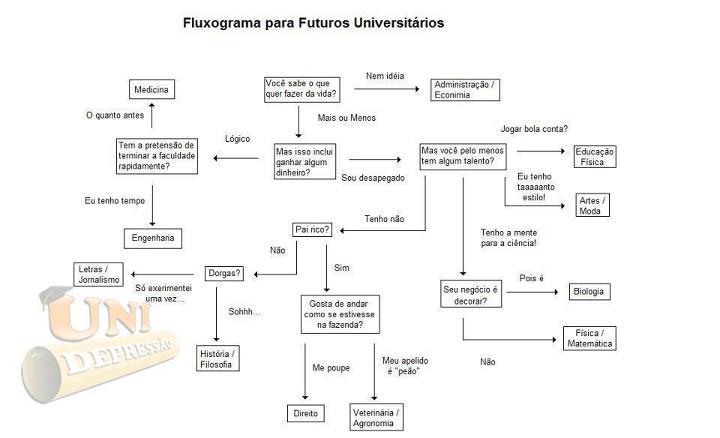 Fluxograma para Futuros Universitários
Você sabe o que
quer fazer da vida?
Nem idéia
Administração /
Econimia
Medicina
O quanto antes
Mais ou Menos
Tem a pretensão de
terminar a faculdade
rapidamente?
Lógico
Mas isso inclui
ganhar algum
dinheiro?
Sou desapegado
Mas você pelo menos
tem algum talento?
Jogar bola conta?
Educação
Física
Eu tenho
taaaaanto
estilo!
Artes /
Moda
Eu tenho tempo
Engenharia
Tenho não
Pai rico?
Tenho a mente
para a ciência!
Não
Sim
Letras /
Jornalismo
Só exerimentei
uma vez...
Dorgas?
Sohhh...
História /
Filosofia
Gosta de andar
como se estivesse
na fazenda?
Seu negócio é
decorar?
Pois é
Biologia
Não
Física /
Matemática
Me poupe
Meu apelido
é "peão"
Direito
Veterinária /
Agronomia
UNI
DEPRESSÃO